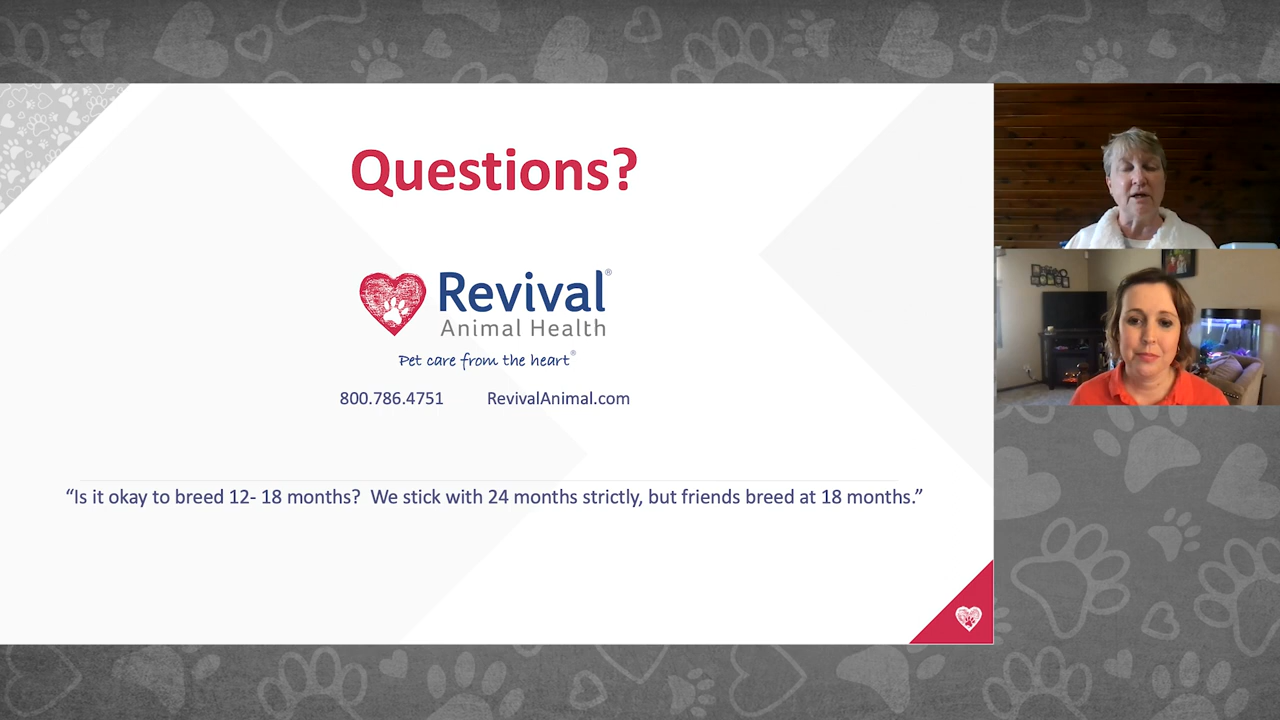 Questions?
Revival®
Animal Health
Pet care from the heart®
800.786.4751 RevivalAnimal.com
“Is it okay to breed 12- 18 months?  We stick with 24 months strictly, but friends breed at 18 months.”